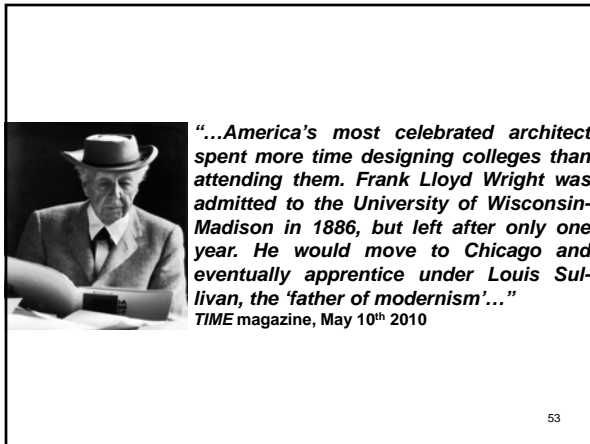 “…America’s most celebrated architect
spent more time designing colleges than
attending them. Frank Lloyd Wright was
admitted to the University of Wisconsin-
Madison in 1886, but left after only one
year. He would move to Chicago and
eventually apprentice under Louis Sul-
livan, the ‘father of modernism’…”
TIME magazine, May 10th 2010
53